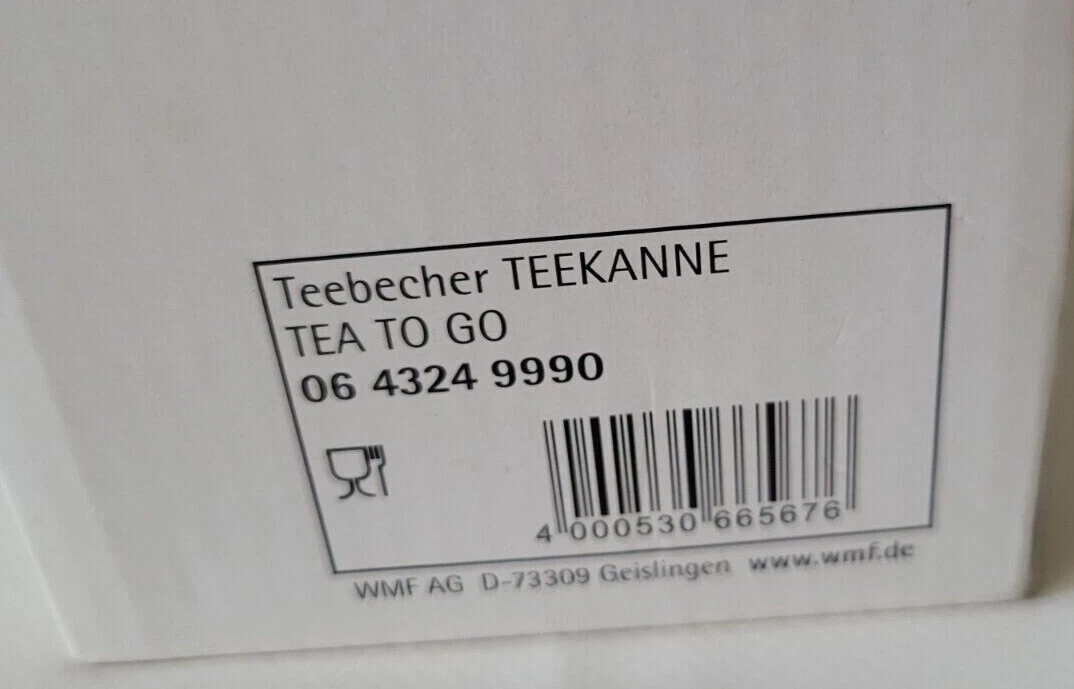 Teebecher TEEKANNE
TEA TO GO
06 4324 9990
4 000530 665676
WMF AG D-73309 Geislingen www.wmf.de